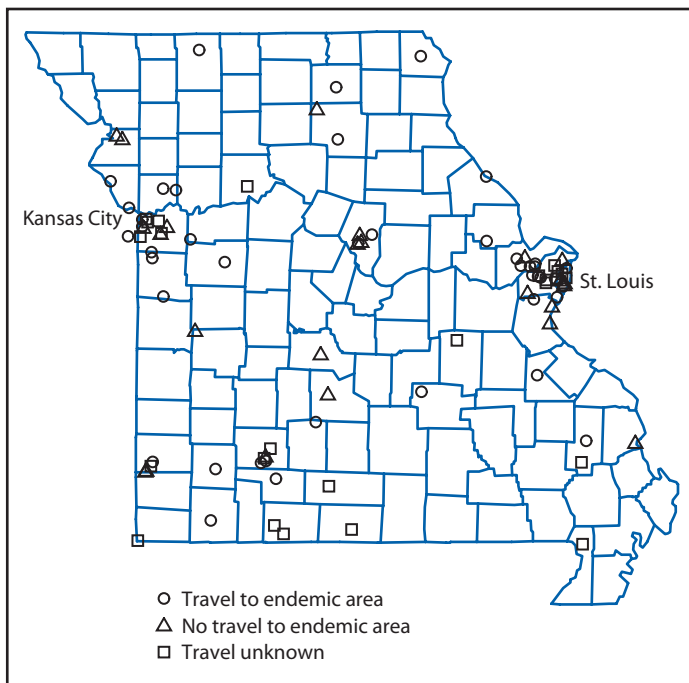 Kansas City
St. Louis
Travel to endemic area
No travel to endemic area
Travel unknown